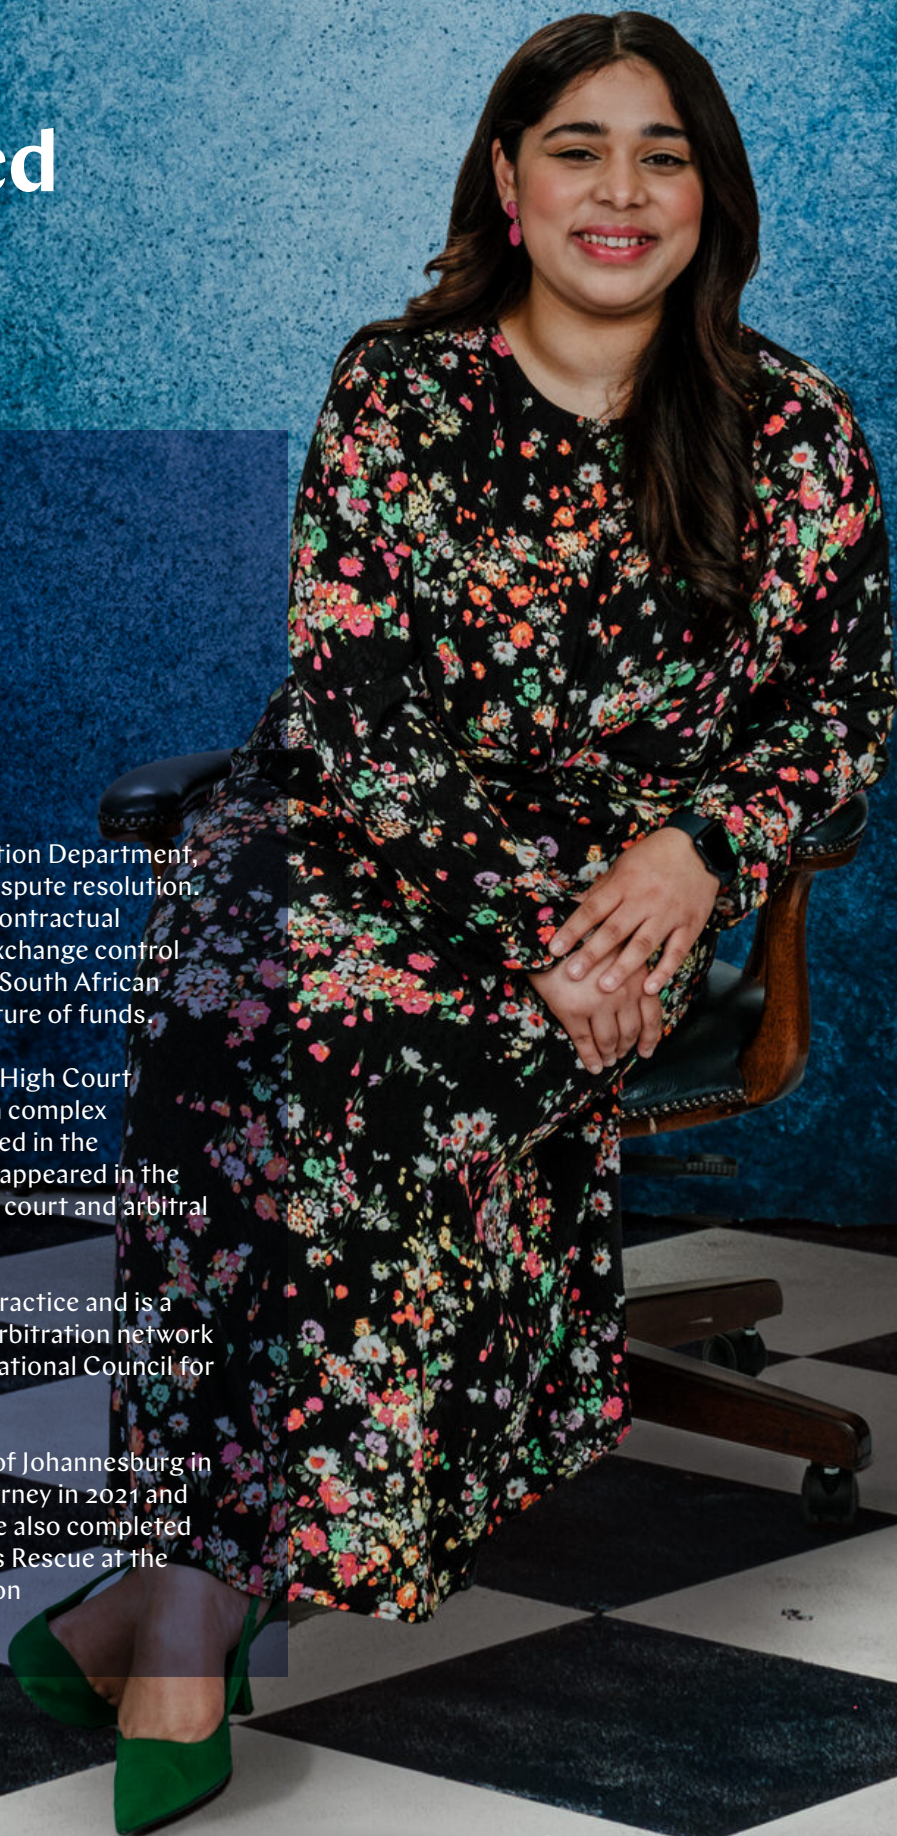 ed
tion Department,
spute resolution.
ontractual
xchange control
South African
ture of funds.
High Court
complex
ed in the
appeared in the
court and arbitral
ractice and is a
rbitration network
ational Council for
of Johannesburg in
rney in 2021 and
e also completed
s Rescue at the
on